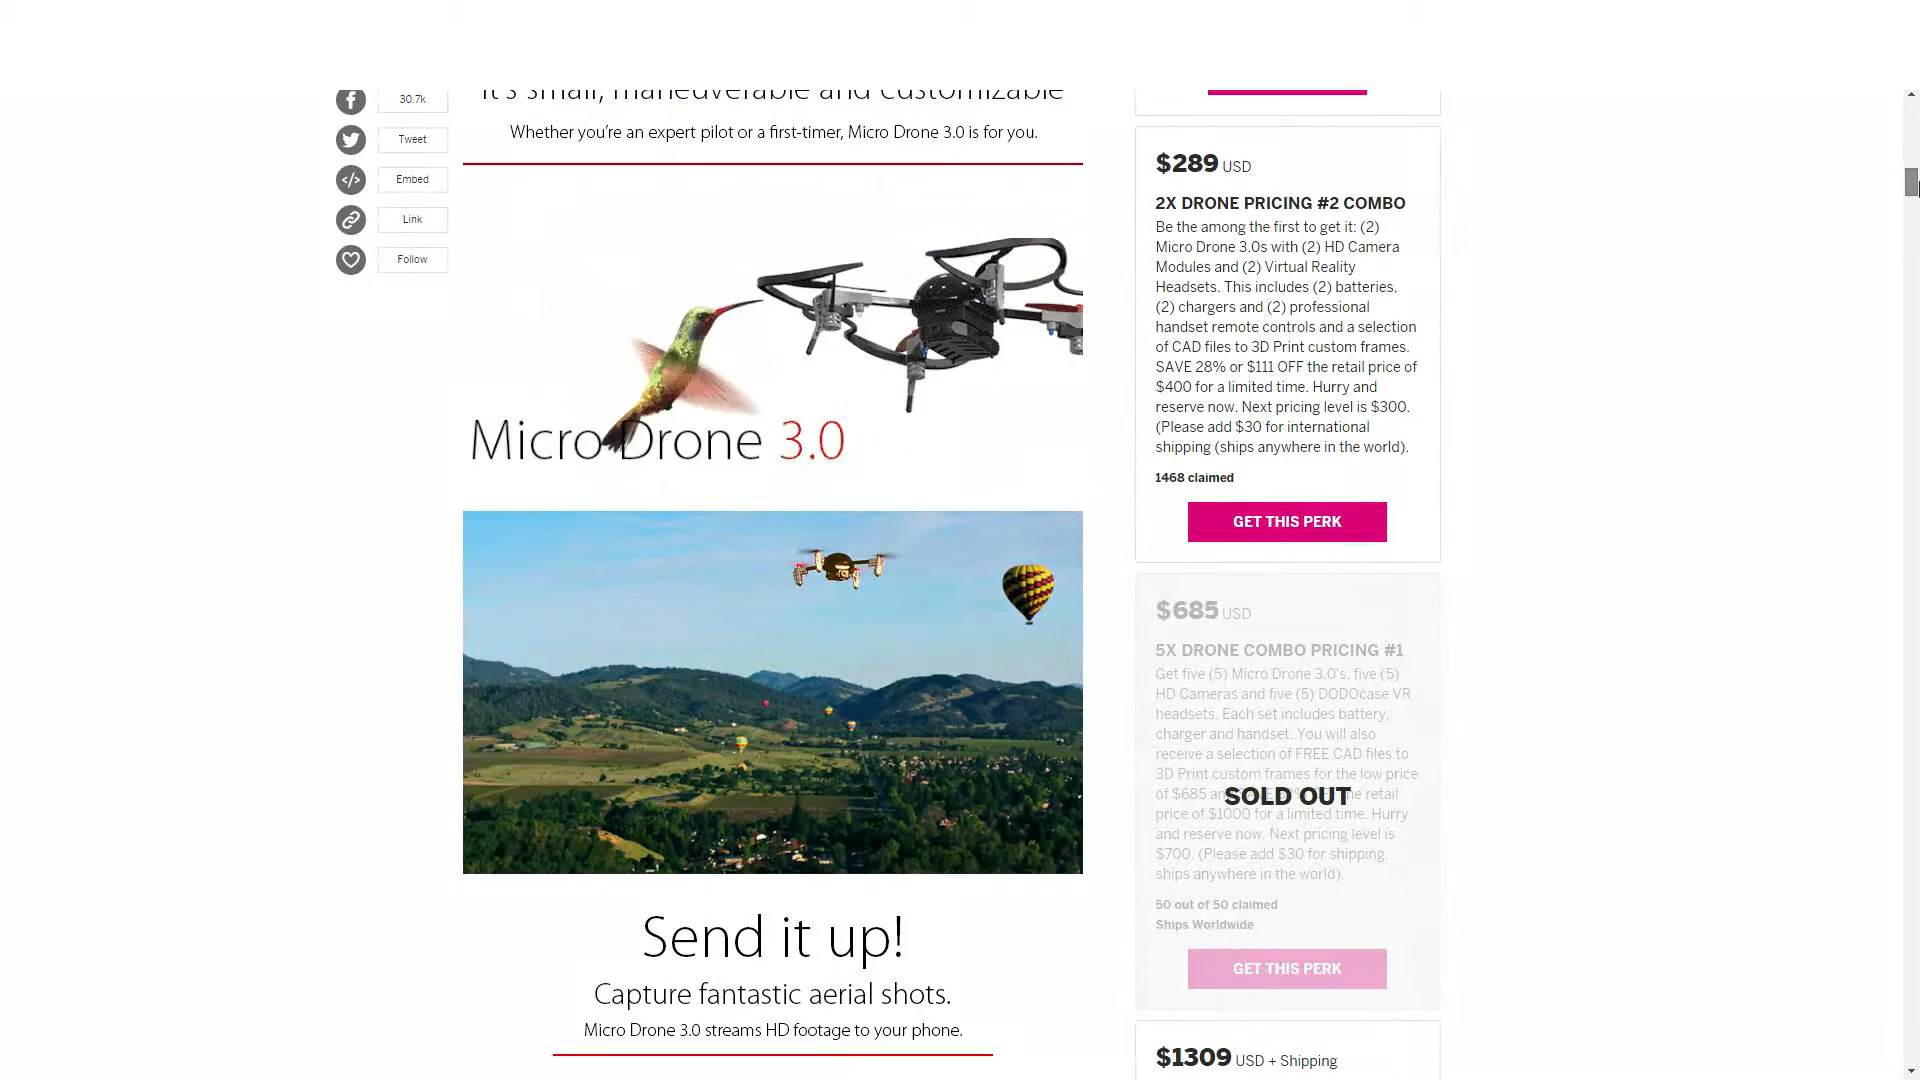 30.7k
Tweet
Embed
Link
Follow
It's small, maneuverable and customizable
Whether you're an expert pilot or a first-timer, Micro Drone 3.0 is for you.
Micro Drone 3.0
Send it up!
Capture fantastic aerial shots.
Micro Drone 3.0 streams HD footage to your phone.
$289 USD
2X DRONE PRICING #2 COMBO
Be the among the first to get it: (2)
Micro Drone 3.0s with (2) HD Camera
Modules and (2) Virtual Reality
Headsets. This includes (2) batteries,
(2) chargers and (2) professional
handset remote controls and a selection
of CAD files to 3D Print custom frames.
SAVE 28% or $111 OFF the retail price of
$400 for a limited time. Hurry and
reserve now. Next pricing level is $300.
(Please add $30 for international
shipping (ships anywhere in the world).
1468 claimed
GET THIS PERK
$685 USD
5X DRONE COMBO PRICING #1
Get five (5) Micro Drone 3.0's, five (5)
HD Cameras and five (5) DODOcase VR
headsets. Each set includes battery,
charger and handset. You will also
receive a selection of FREE CAD files to
3D Print custom frames for the low price
of $685 retail
SOLD OUT
price of $1000 for a limited time. Hurry
and reserve now. Next pricing level is
$700. (Please add $30 for shipping,
ships anywhere in the world).
50 out of 50 claimed
Ships Worldwide
GET THIS PERK
$1309 USD + Shipping